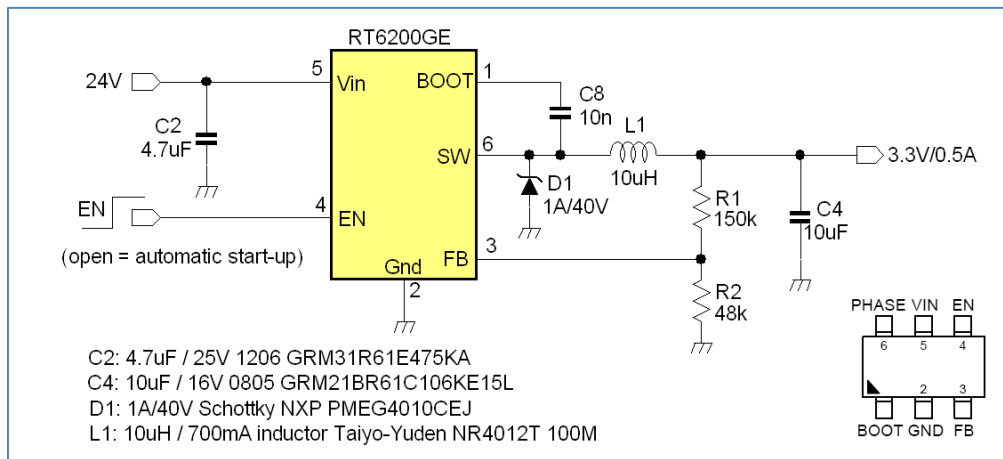 RT6200GE
24V
5
Vin
BOOT
1
C8
10n
C2
4.7uF
L1
10uH
SW
6
3.3V/0.5A
D1
1A/40V
R1
150k
C4
10uF
EN
4
EN
(open = automatic start-up)
FB
3
Gnd
2
R2
48k
PHASE VIN EN
6 5 4
2 3
BOOT GND FB
C2: 4.7uF / 25V 1206 GRM31R61E475KA
C4: 10uF / 16V 0805 GRM21BR61C106KE15L
D1: 1A/40V Schottky NXP PMEG4010CEJ
L1: 10uH / 700mA inductor Taiyo-Yuden NR4012T 100M